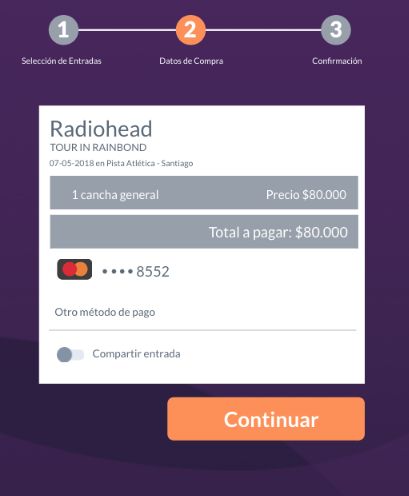 1 2 3
Selección de Entradas Datos de Compra Confirmación
Radiohead
TOUR IN RAINBOND
07-05-2018 en Pista Atlética - Santiago
1 cancha general Precio $80.000
Total a pagar: $80.000
•••• 8552
Otro método de pago
Compartir entrada
Continuar